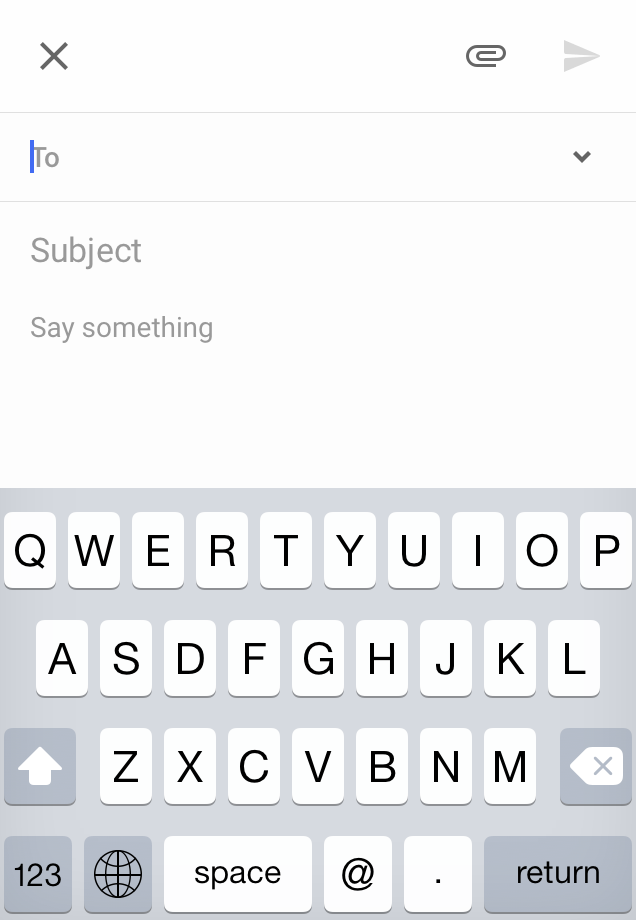 To
Subject
Say something
Q W E R T Y U I O P
A S D F G H J K L
Z X C V B N M
123 space @ . return